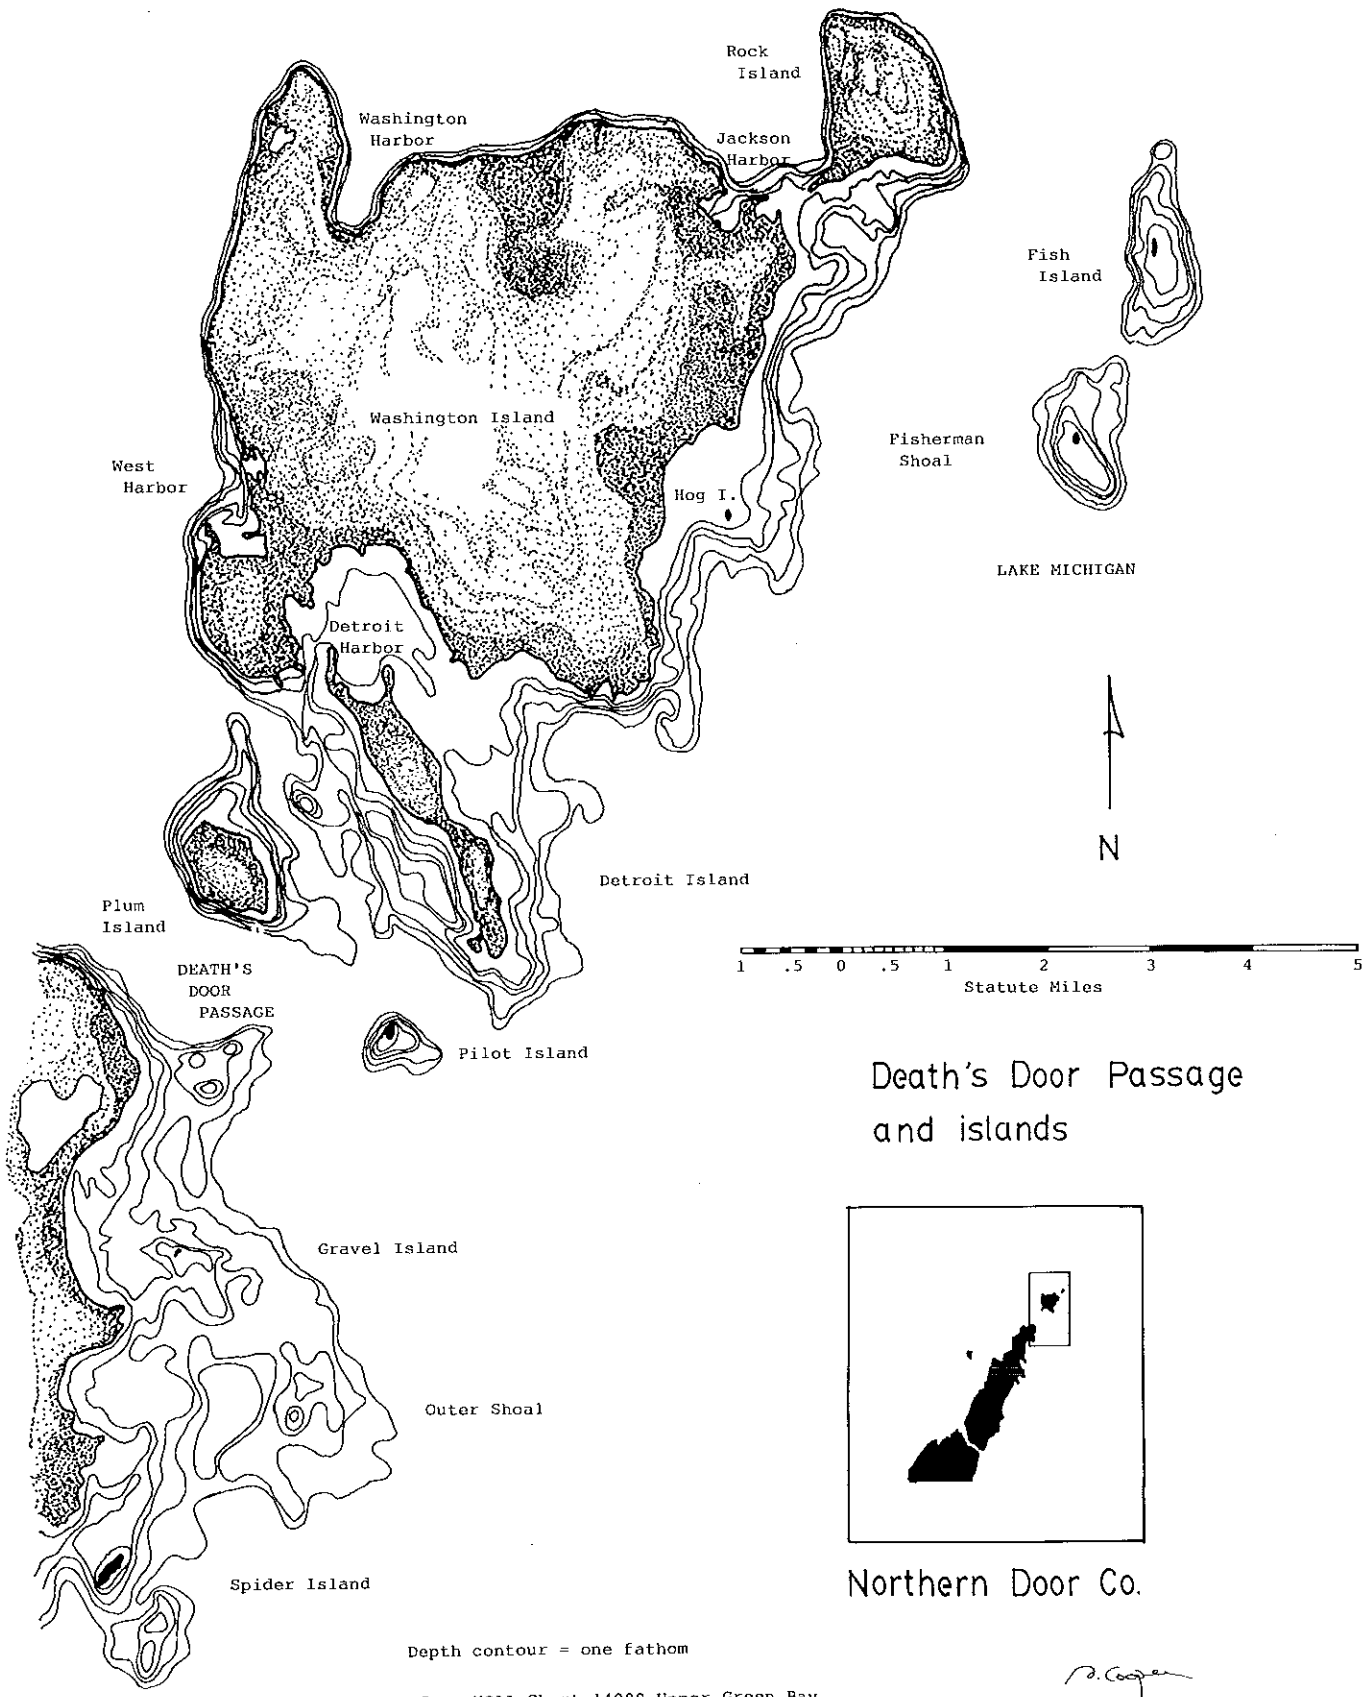 Rock
Island
Washington
Harbor
Jackson
Harbor
Fish
Island
Washington Island
Fisherman
Shoal
West
Harbor
Hog I.
LAKE MICHIGAN
Detroit
Harbor
N
Detroit Island
Plum
Island
1 .5 0 .5 1 2 3 4 5
Statute Miles
DEATH'S
DOOR
PASSAGE
Pilot Island
Death's Door Passage
and islands
Gravel Island
Outer Shoal
Spider Island
Northern Door Co.
Depth contour = one fathom
Upper Green Bay